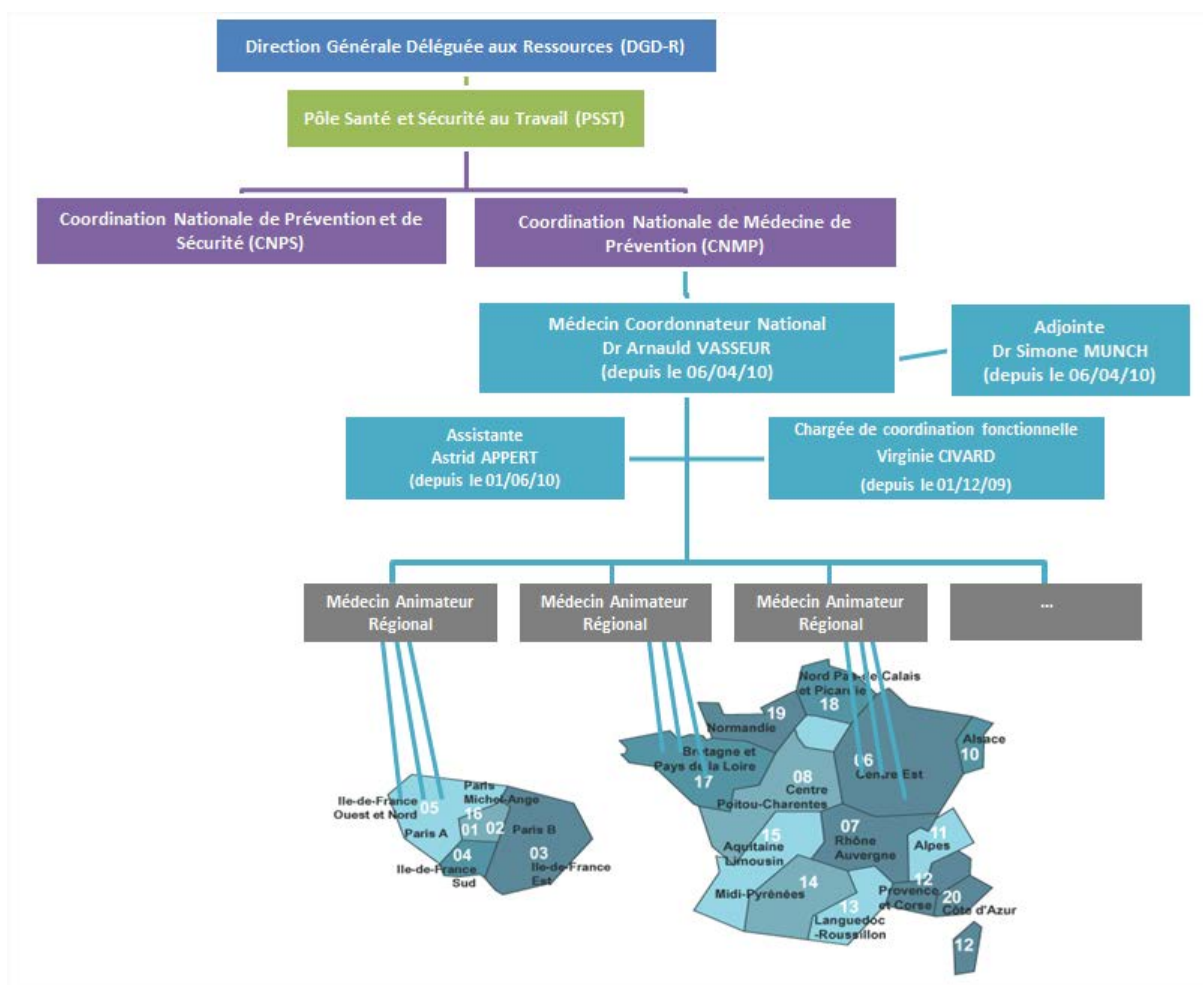 Direction Générale Déléguée aux Ressources (DGD-R)
Pôle Santé et Sécurité au Travail (PSST)
Coordination Nationale de Prévention et de
Sécurité (CNPS)
Coordination Nationale de Médecine de
Prévention (CNMP)
Médecin Coordonnateur National
Dr Arnauld VASSEUR
(depuis le 06/04/10)
Adjointe
Dr Simone MUNCH
(depuis le 06/04/10)
Assistante
Astrid APPERT
(depuis le 01/06/10)
Chargée de coordination fonctionnelle
Virginie CIVARD
(depuis le 01/12/09)
Médecin Animateur
Régional
Médecin Animateur
Régional
Médecin Animateur
Régional
...
Ile-de-France
Ouest et Nord
05
Paris
Michel-Ange
16
Paris A
01
02
Paris B
04
Ile-de-France
Sud
03
Ile-de-France
Est
Nord Pas-de Calais
et Picardie
18
19
Normandie
Alsace
10
Bretagne et
Pays de la Loire
17
06
Centre Est
08
Centre
Poitou-Charentes
07
Rhône
Auvergne
11
Alpes
15
Aquitaine
Limousin
14
Midi-Pyrénées
13
Languedoc
-Roussillon
12
Provence
et Corse
20
Côte d'Azur
12